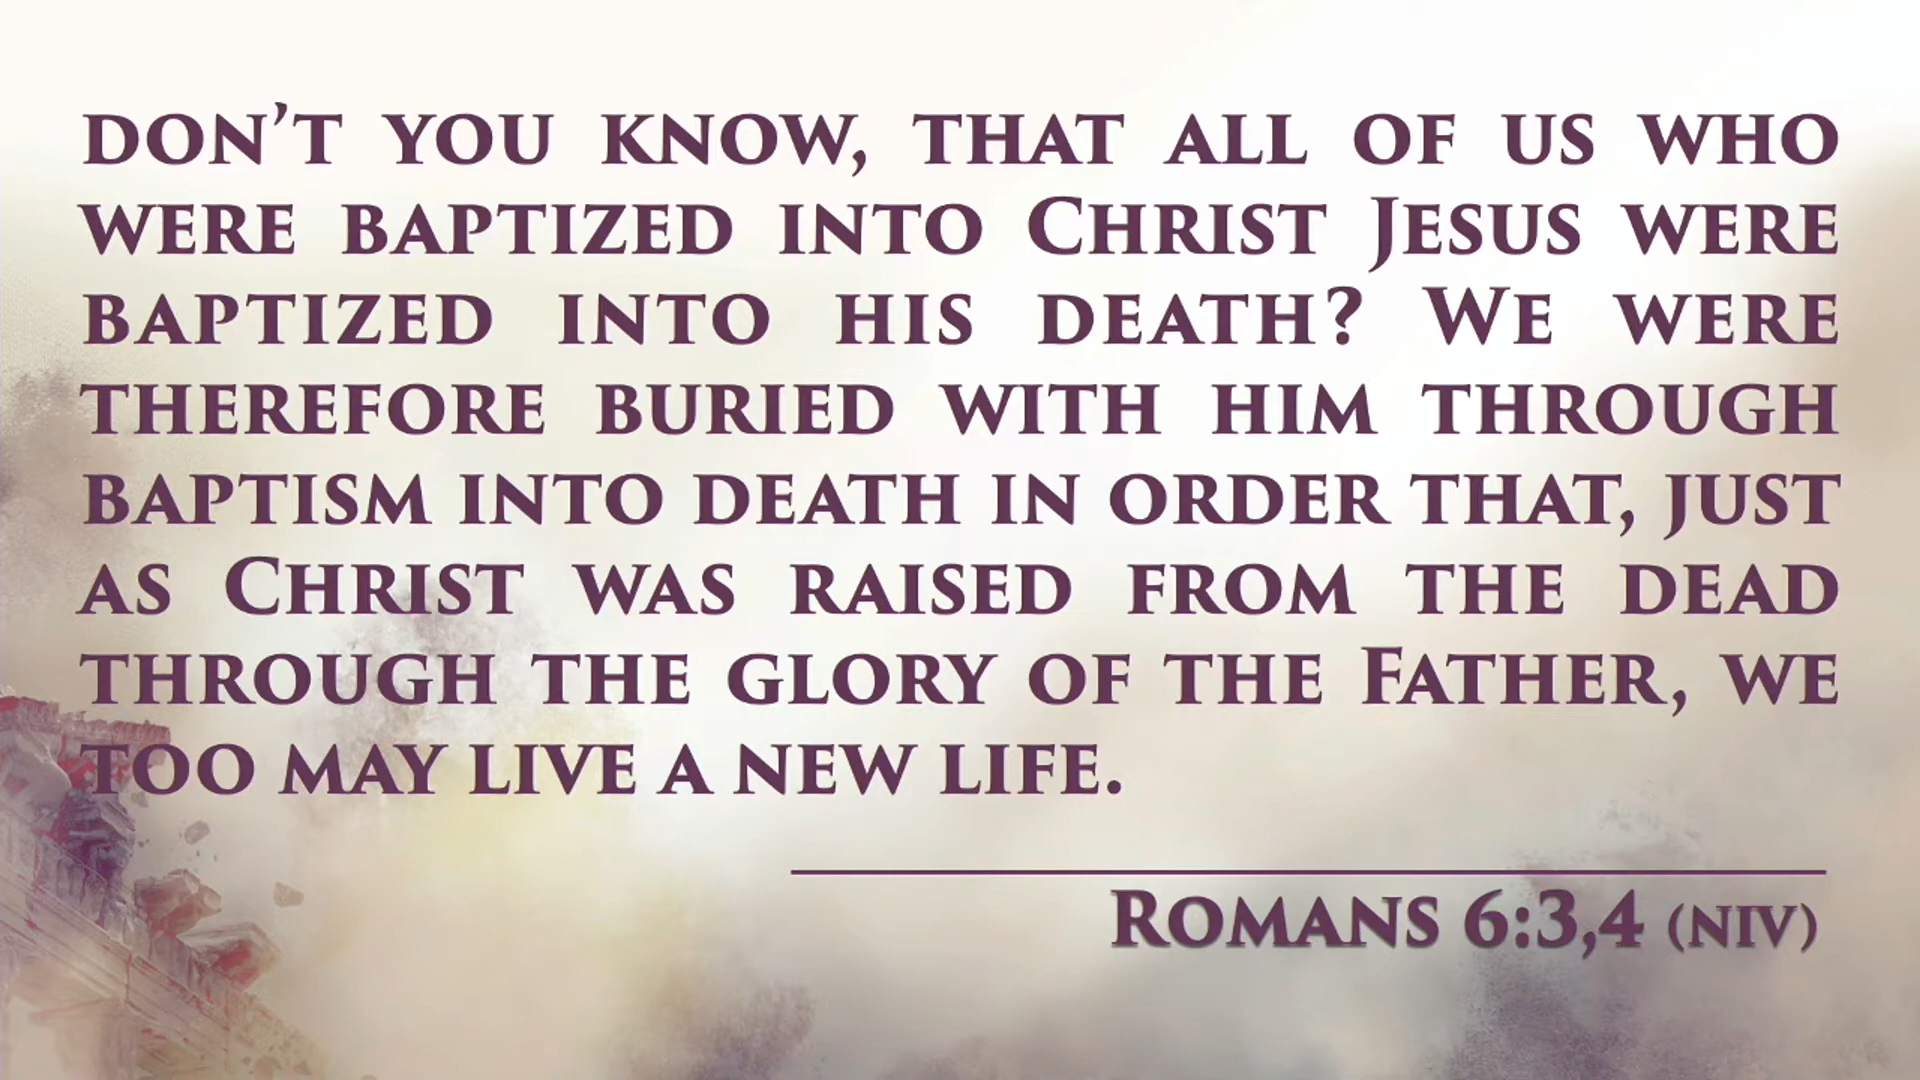 DON’T YOU KNOW, THAT ALL OF US WHO
WERE BAPTIZED INTO CHRIST JESUS WERE
BAPTIZED INTO HIS DEATH? WE WERE
THEREFORE BURIED WITH HIM THROUGH
BAPTISM INTO DEATH IN ORDER THAT, JUST
AS CHRIST WAS RAISED FROM THE DEAD
THROUGH THE GLORY OF THE FATHER, WE
TOO MAY LIVE A NEW LIFE.
ROMANS 6:3,4 (NIV)